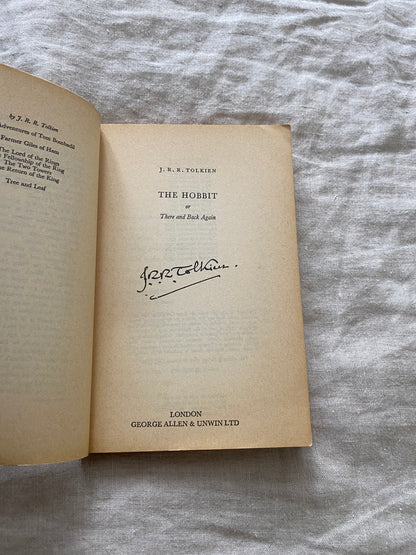 by J. R. R. Tolkien
Adventures of Tom Bombadil
Farmer Giles of Ham
The Lord of the Rings
Fellowship of the Ring
The Two Towers
Return of the King
Tree and Leaf
J. R. R. TOLKIEN
THE HOBBIT
or
There and Back Again
J.R.R. Tolkien.
LONDON
GEORGE ALLEN & UNWIN LTD